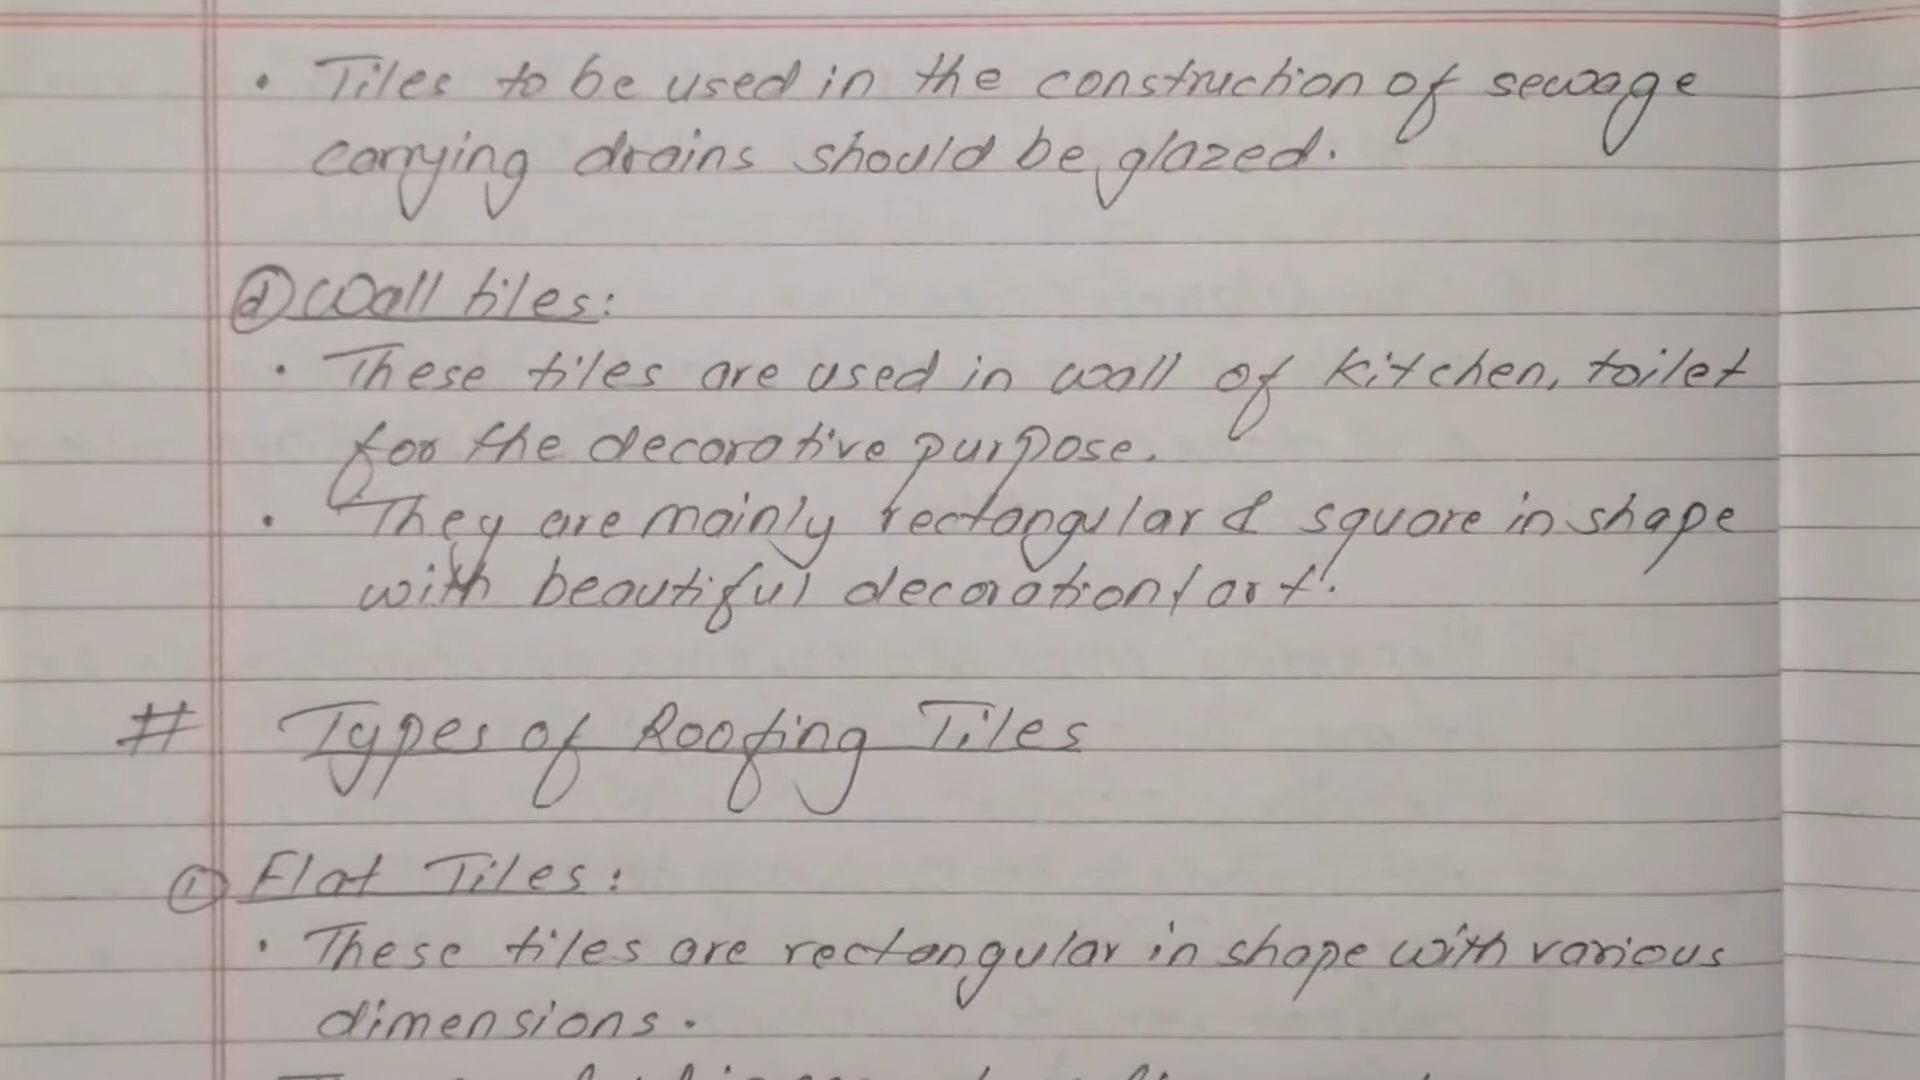 • Tiles to be used in the construction of sewage
carrying drains should be glazed.
ⓓ Wall tiles:
• These tiles are used in wall of kitchen, toilet
for the decorative purpose.
• They are mainly rectangular & square in shape
with beautiful decoration/art.
# Types of Roofing Tiles
① Flat Tiles:
• These tiles are rectangular in shape with various
dimensions.